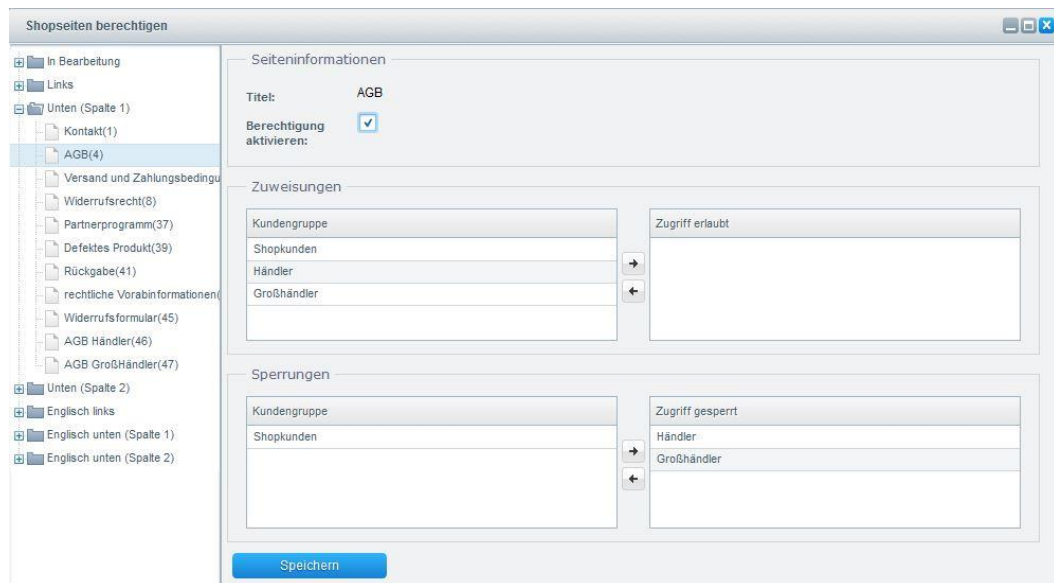 Shopseiten berechtigen
In Bearbeitung
Links
Unten (Spalte 1)
Kontakt(1)
AGB(4)
Versand und Zahlungsbedingu
Widerrufsrecht(8)
Partnerprogramm(37)
Defektes Produkt(39)
Rückgabe(41)
rechtliche Vorabinformationen(
Widerrufsformular(45)
AGB Händler(46)
AGB GroßHändler(47)
Unten (Spalte 2)
Englisch links
Englisch unten (Spalte 1)
Englisch unten (Spalte 2)
Seiteninformationen
Titel: AGB
Berechtigung
aktivieren:
Zuweisungen
Kundengruppe
Shopkunden
Händler
Großhändler
Zugriff erlaubt
Sperrungen
Kundengruppe
Shopkunden
Zugriff gesperrt
Händler
Großhändler
Speichern